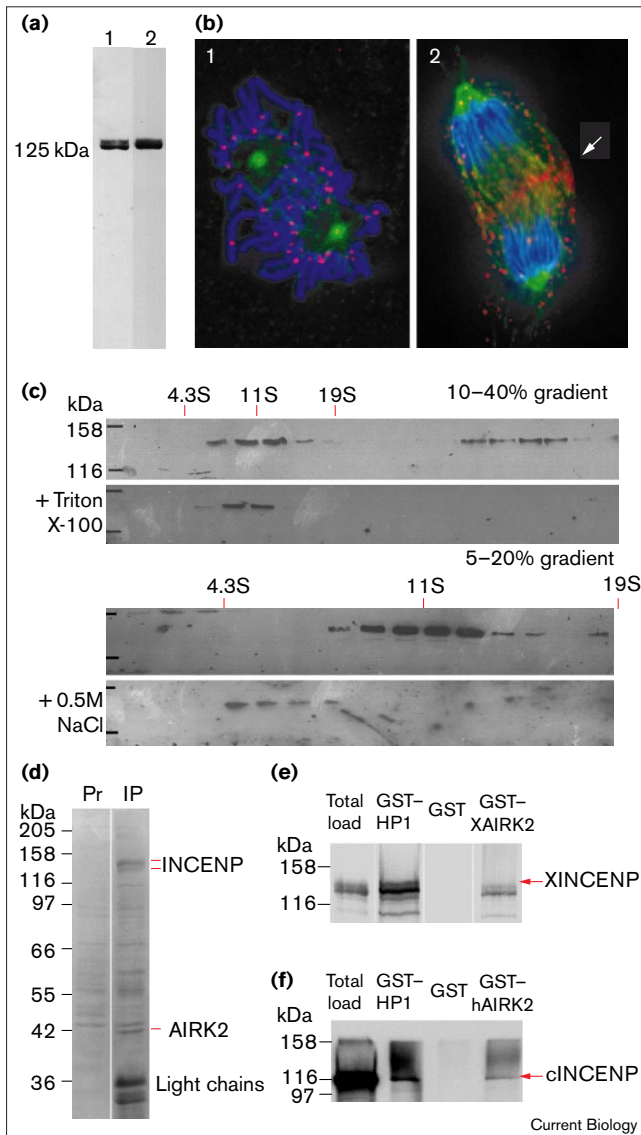 (a)
1 2
125 kDa
(b)
1
2
(c)
4.3S 11S 19S 10–40% gradient
kDa
158
116
+ Triton
X-100
5–20% gradient
4.3S 11S 19S
+ 0.5M
NaCl
(d)
Pr IP
kDa
205
158
116
97
66
55
42
36
INCENP
AIRK2
Light chains
(e)
Total
load
GST–
HP1
GST
GST–
XAIRK2
kDa
158
116
XINCENP
(f)
Total
load
GST–
HP1
GST
GST–
hAIRK2
kDa
158
116
97
cINCENP
Current Biology